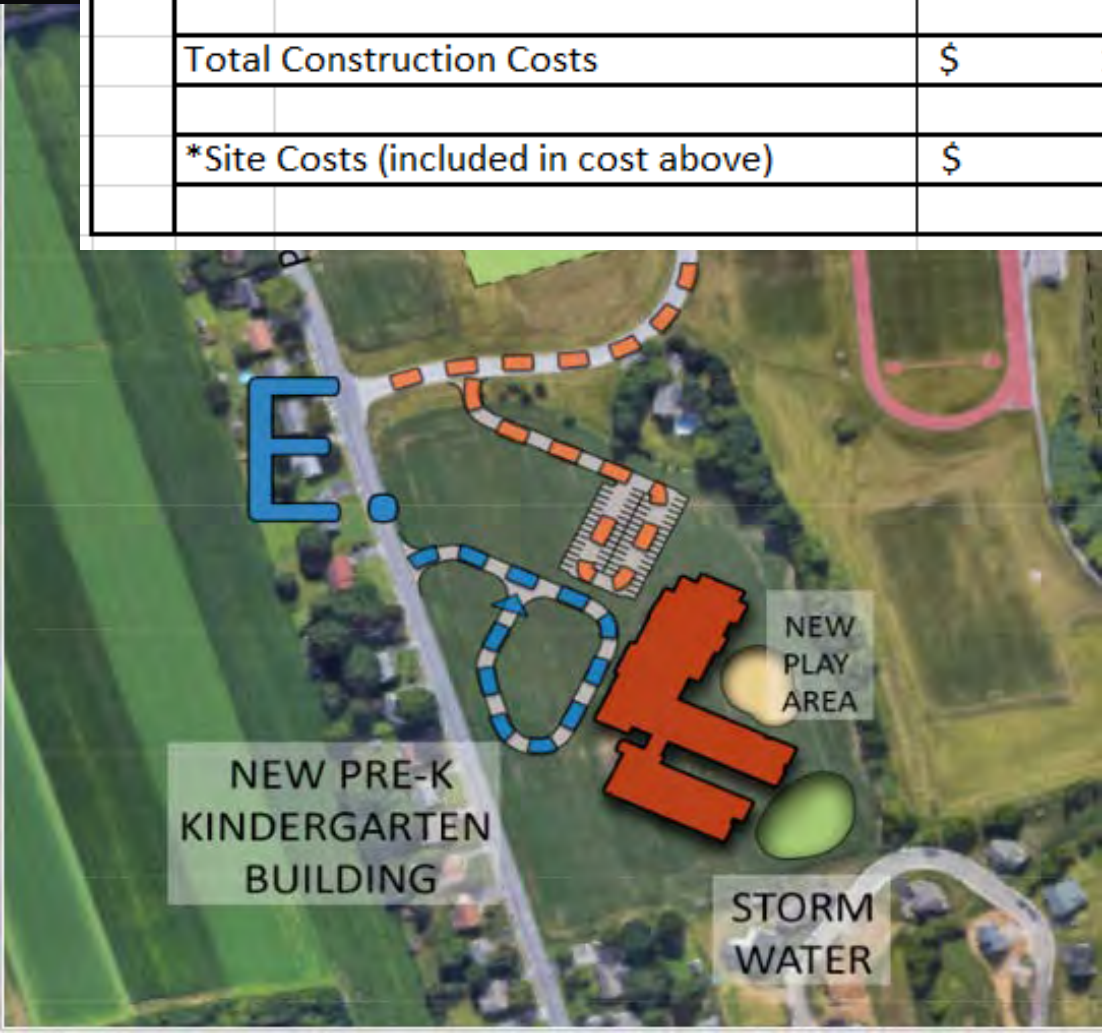 Total Construction Costs $
*Site Costs (included in cost above) $
E.
NEW
PLAY
AREA
NEW PRE-K
KINDERGARTEN
BUILDING
STORM
WATER